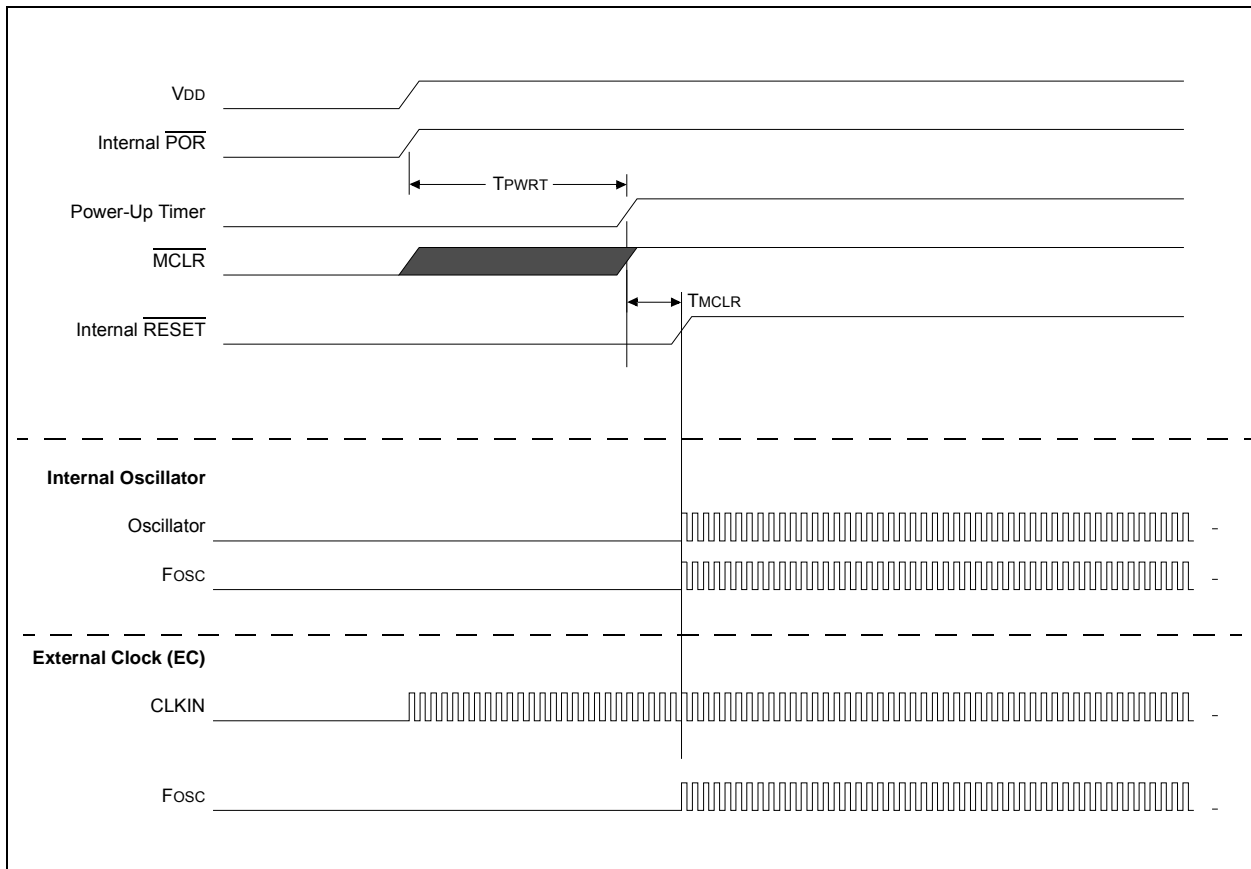 VDD
Internal POR
TPWRT
Power-Up Timer
MCLR
TMCLR
Internal RESET
Internal Oscillator
Oscillator
FOSC
External Clock (EC)
CLKIN
FOSC